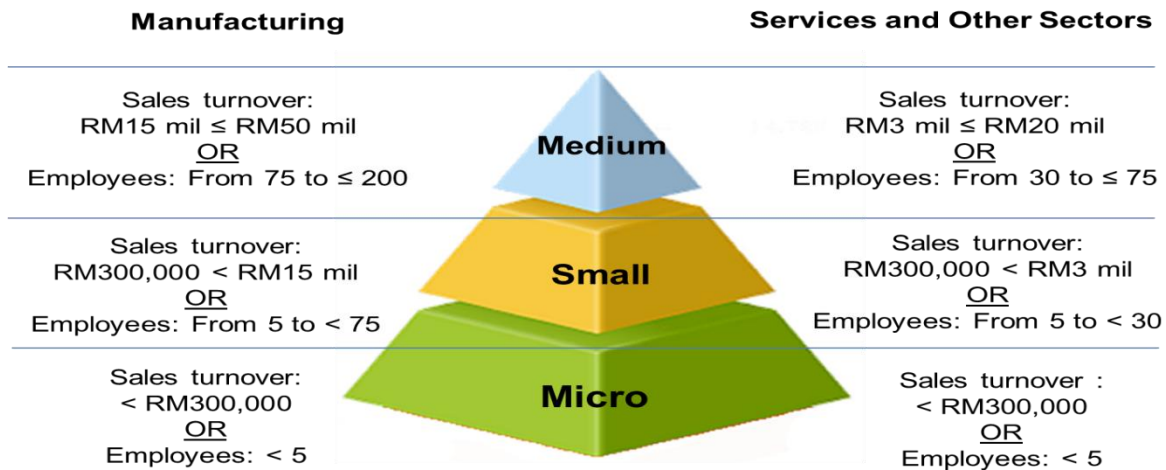 Manufacturing
Services and Other Sectors
Sales turnover:
RM15 mil ≤ RM50 mil
OR
Employees: From 75 to ≤ 200
Medium
Sales turnover:
RM3 mil ≤ RM20 mil
OR
Employees: From 30 to ≤ 75
Sales turnover:
RM300,000 < RM15 mil
OR
Employees: From 5 to < 75
Small
Sales turnover:
RM300,000 < RM3 mil
OR
Employees: From 5 to < 30
Sales turnover:
< RM300,000
OR
Employees: < 5
Micro
Sales turnover :
< RM300,000
OR
Employees: < 5